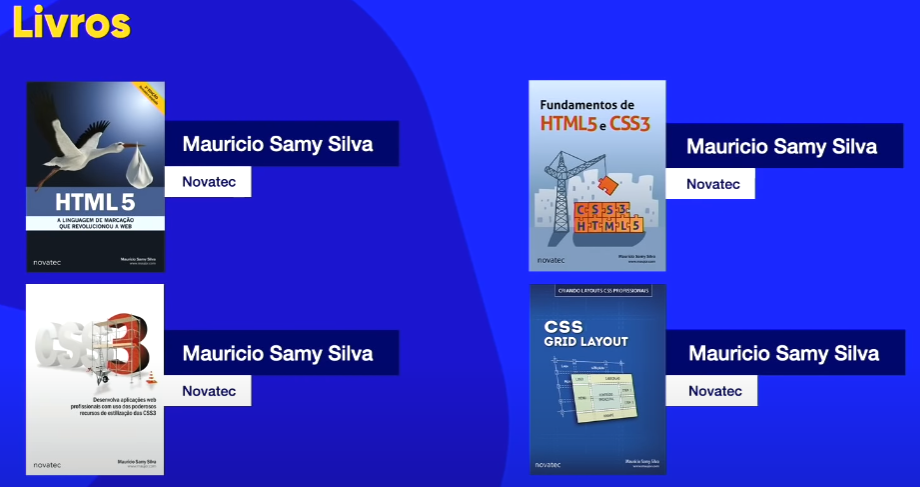 Livros
HTML 5
A LINGUAGEM DE MARCAÇÃO
QUE REVOLUCIONOU A WEB
novatec
Maurício Samy Silva
Mauricio Samy Silva
Novatec
Fundamentos de
HTML5 e CSS3
CSS3
HTML5
novatec
Maurício Samy Silva
Mauricio Samy Silva
Novatec
CSS3
Desenvolva aplicações web
profissionais com uso dos poderosos
recursos de estilização das CSS3
novatec
Maurício Samy Silva
Mauricio Samy Silva
Novatec
CRIANDO LAYOUTS CSS PROFISSIONAIS
CSS
GRID LAYOUT
novatec
Maurício Samy Silva
Mauricio Samy Silva
Novatec